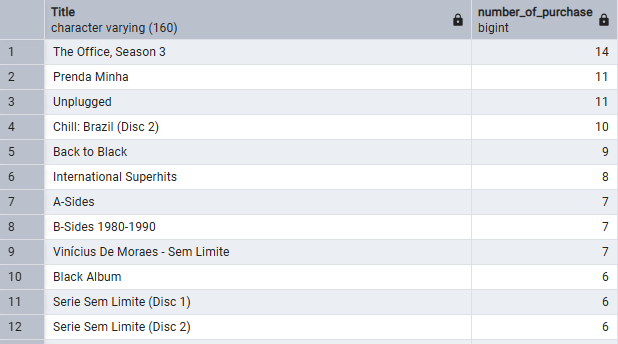 Title number_of_purchase
character varying (160) bigint
1 The Office, Season 3 14
2 Prenda Minha 11
3 Unplugged 11
4 Chill: Brazil (Disc 2) 10
5 Back to Black 9
6 International Superhits 8
7 A-Sides 7
8 B-Sides 1980-1990 7
9 Vinícius De Moraes - Sem Limite 7
10 Black Album 6
11 Serie Sem Limite (Disc 1) 6
12 Serie Sem Limite (Disc 2) 6